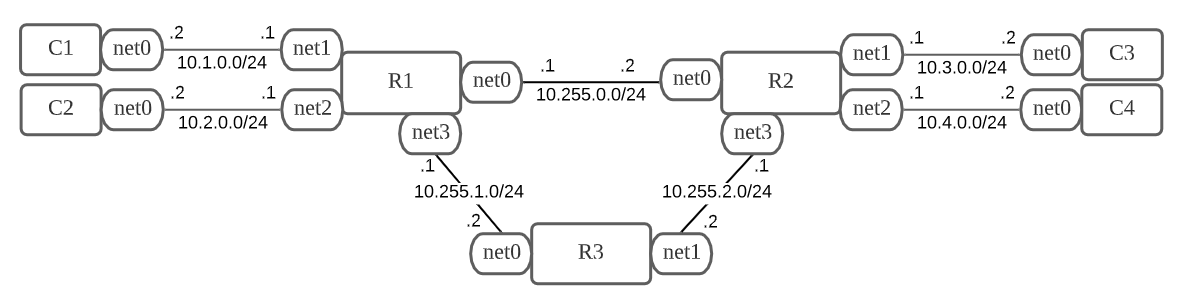 C1 net0 .2 .1 net1
10.1.0.0/24
C2 net0 .2 .1 net2
10.2.0.0/24
R1 net0 .1 .2 net0 R2
10.255.0.0/24
net1 .1 .2 net0 C3
10.3.0.0/24
net2 .1 .2 net0 C4
10.4.0.0/24
net3 net3
.1 .1
10.255.1.0/24 10.255.2.0/24
.2 .2
net0 R3 net1